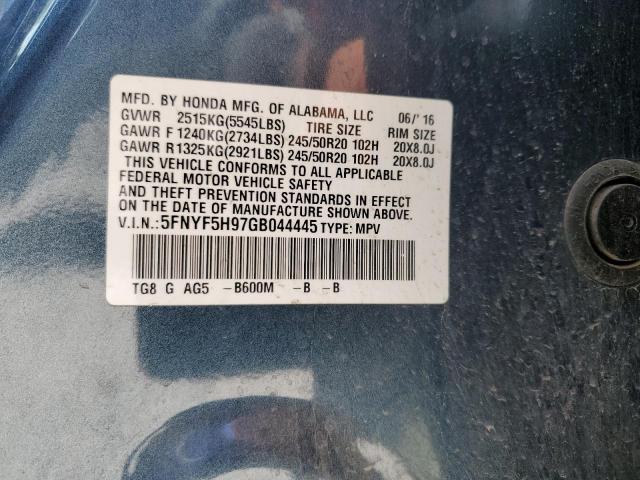 MFD. BY HONDA MFG. OF ALABAMA, LLC 06/'16
GVWR 2515KG(5545LBS) TIRE SIZE RIM SIZE
GAWR F 1240KG(2734LBS) 245/50R20 102H 20X8.0J
GAWR R 1325KG(2921LBS) 245/50R20 102H 20X8.0J
THIS VEHICLE CONFORMS TO ALL APPLICABLE
FEDERAL MOTOR VEHICLE SAFETY
AND THEFT PREVENTION STANDARDS IN EFFECT
ON THE DATE OF MANUFACTURE SHOWN ABOVE.
V.I.N.: 5FNYF5H97GB044445 TYPE: MPV
TG8 G AG5 -B600M -B -B